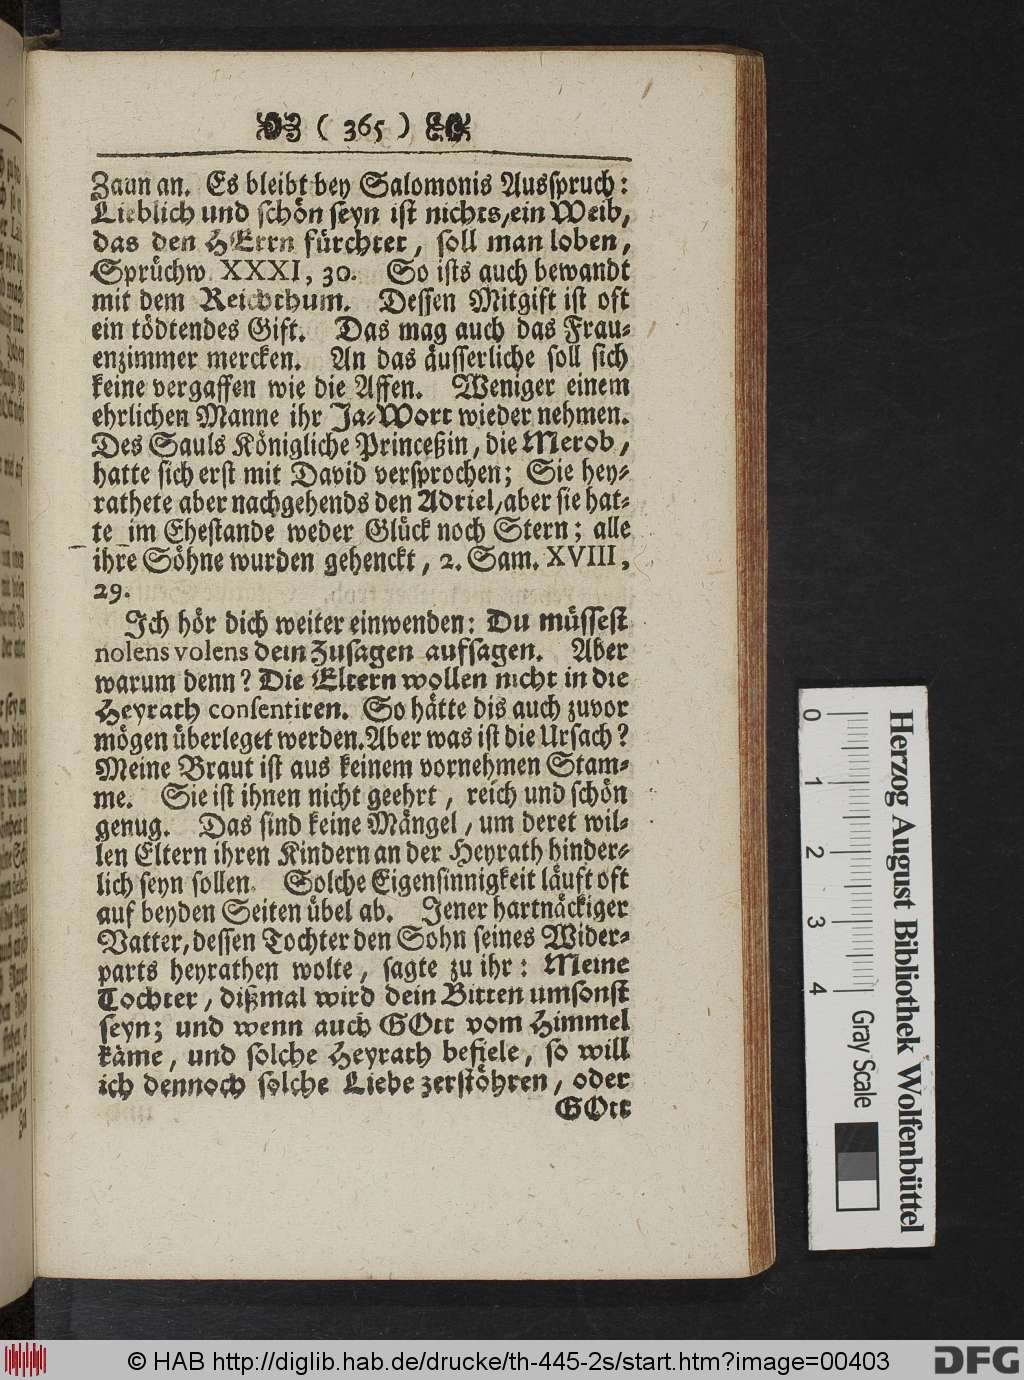 ( 365 )
Zaun an. Es bleibt bey Salomonis Ausspruch:
Lieblich und schön seyn ist nichts, ein Weib,
das den HErrn fürchtet, soll man loben,
Sprüchw XXXI, 30. So ists auch bewandt
mit dem Reichthum. Dessen Mitgift ist oft
ein tödtendes Gift. Das mag auch das Frau-
enzimmer mercken. An das äusserliche soll sich
keine vergaffen wie die Affen. Weniger einem
ehrlichen Manne ihr Ja-Wort wieder nehmen.
Des Sauls Königliche Princeßin, die Merob,
hatte sich erst mit David versprochen; Sie hey-
rathete aber nachgehends den Adriel, aber sie hat-
te im Ehestande weder Glück noch Stern; alle
ihre Söhne wurden gehenckt, 2. Sam. XVIII,
29.
Ich hör dich weiter einwenden: Du müssest
nolens volens dein Zusagen aufsagen. Aber
warum denn? Die Eltern wollen nicht in die
Heyrath consentiren. So hätte dis auch zuvor
mögen überleget werden. Aber was ist die Ursach?
Meine Braut ist aus keinem vornehmen Stam-
me. Sie ist ihnen nicht geehrt, reich und schön
genug. Das sind keine Mängel, um deret wil-
len Eltern ihren Kindern an der Heyrath hinder-
lich seyn sollen. Solche Eigensinnigkeit läuft oft
auf beyden Seiten übel ab. Jener hartnäckiger
Vatter, dessen Tochter den Sohn seines Wider-
parts heyrathen wolte, sagte zu ihr: Meine
Tochter, dißmal wird dein Bitten umsonst
seyn; und wenn auch GOtt vom Himmel
käme, und solche Heyrath befiele, so will
ich dennoch solche Liebe zerstöhren, oder
GOtt
Herzog August Bibliothek Wolfenbüttel
0 1 2 3 4 Gray Scale
© HAB http://diglib.hab.de/drucke/th-445-2s/start.htm?image=00403
DFG